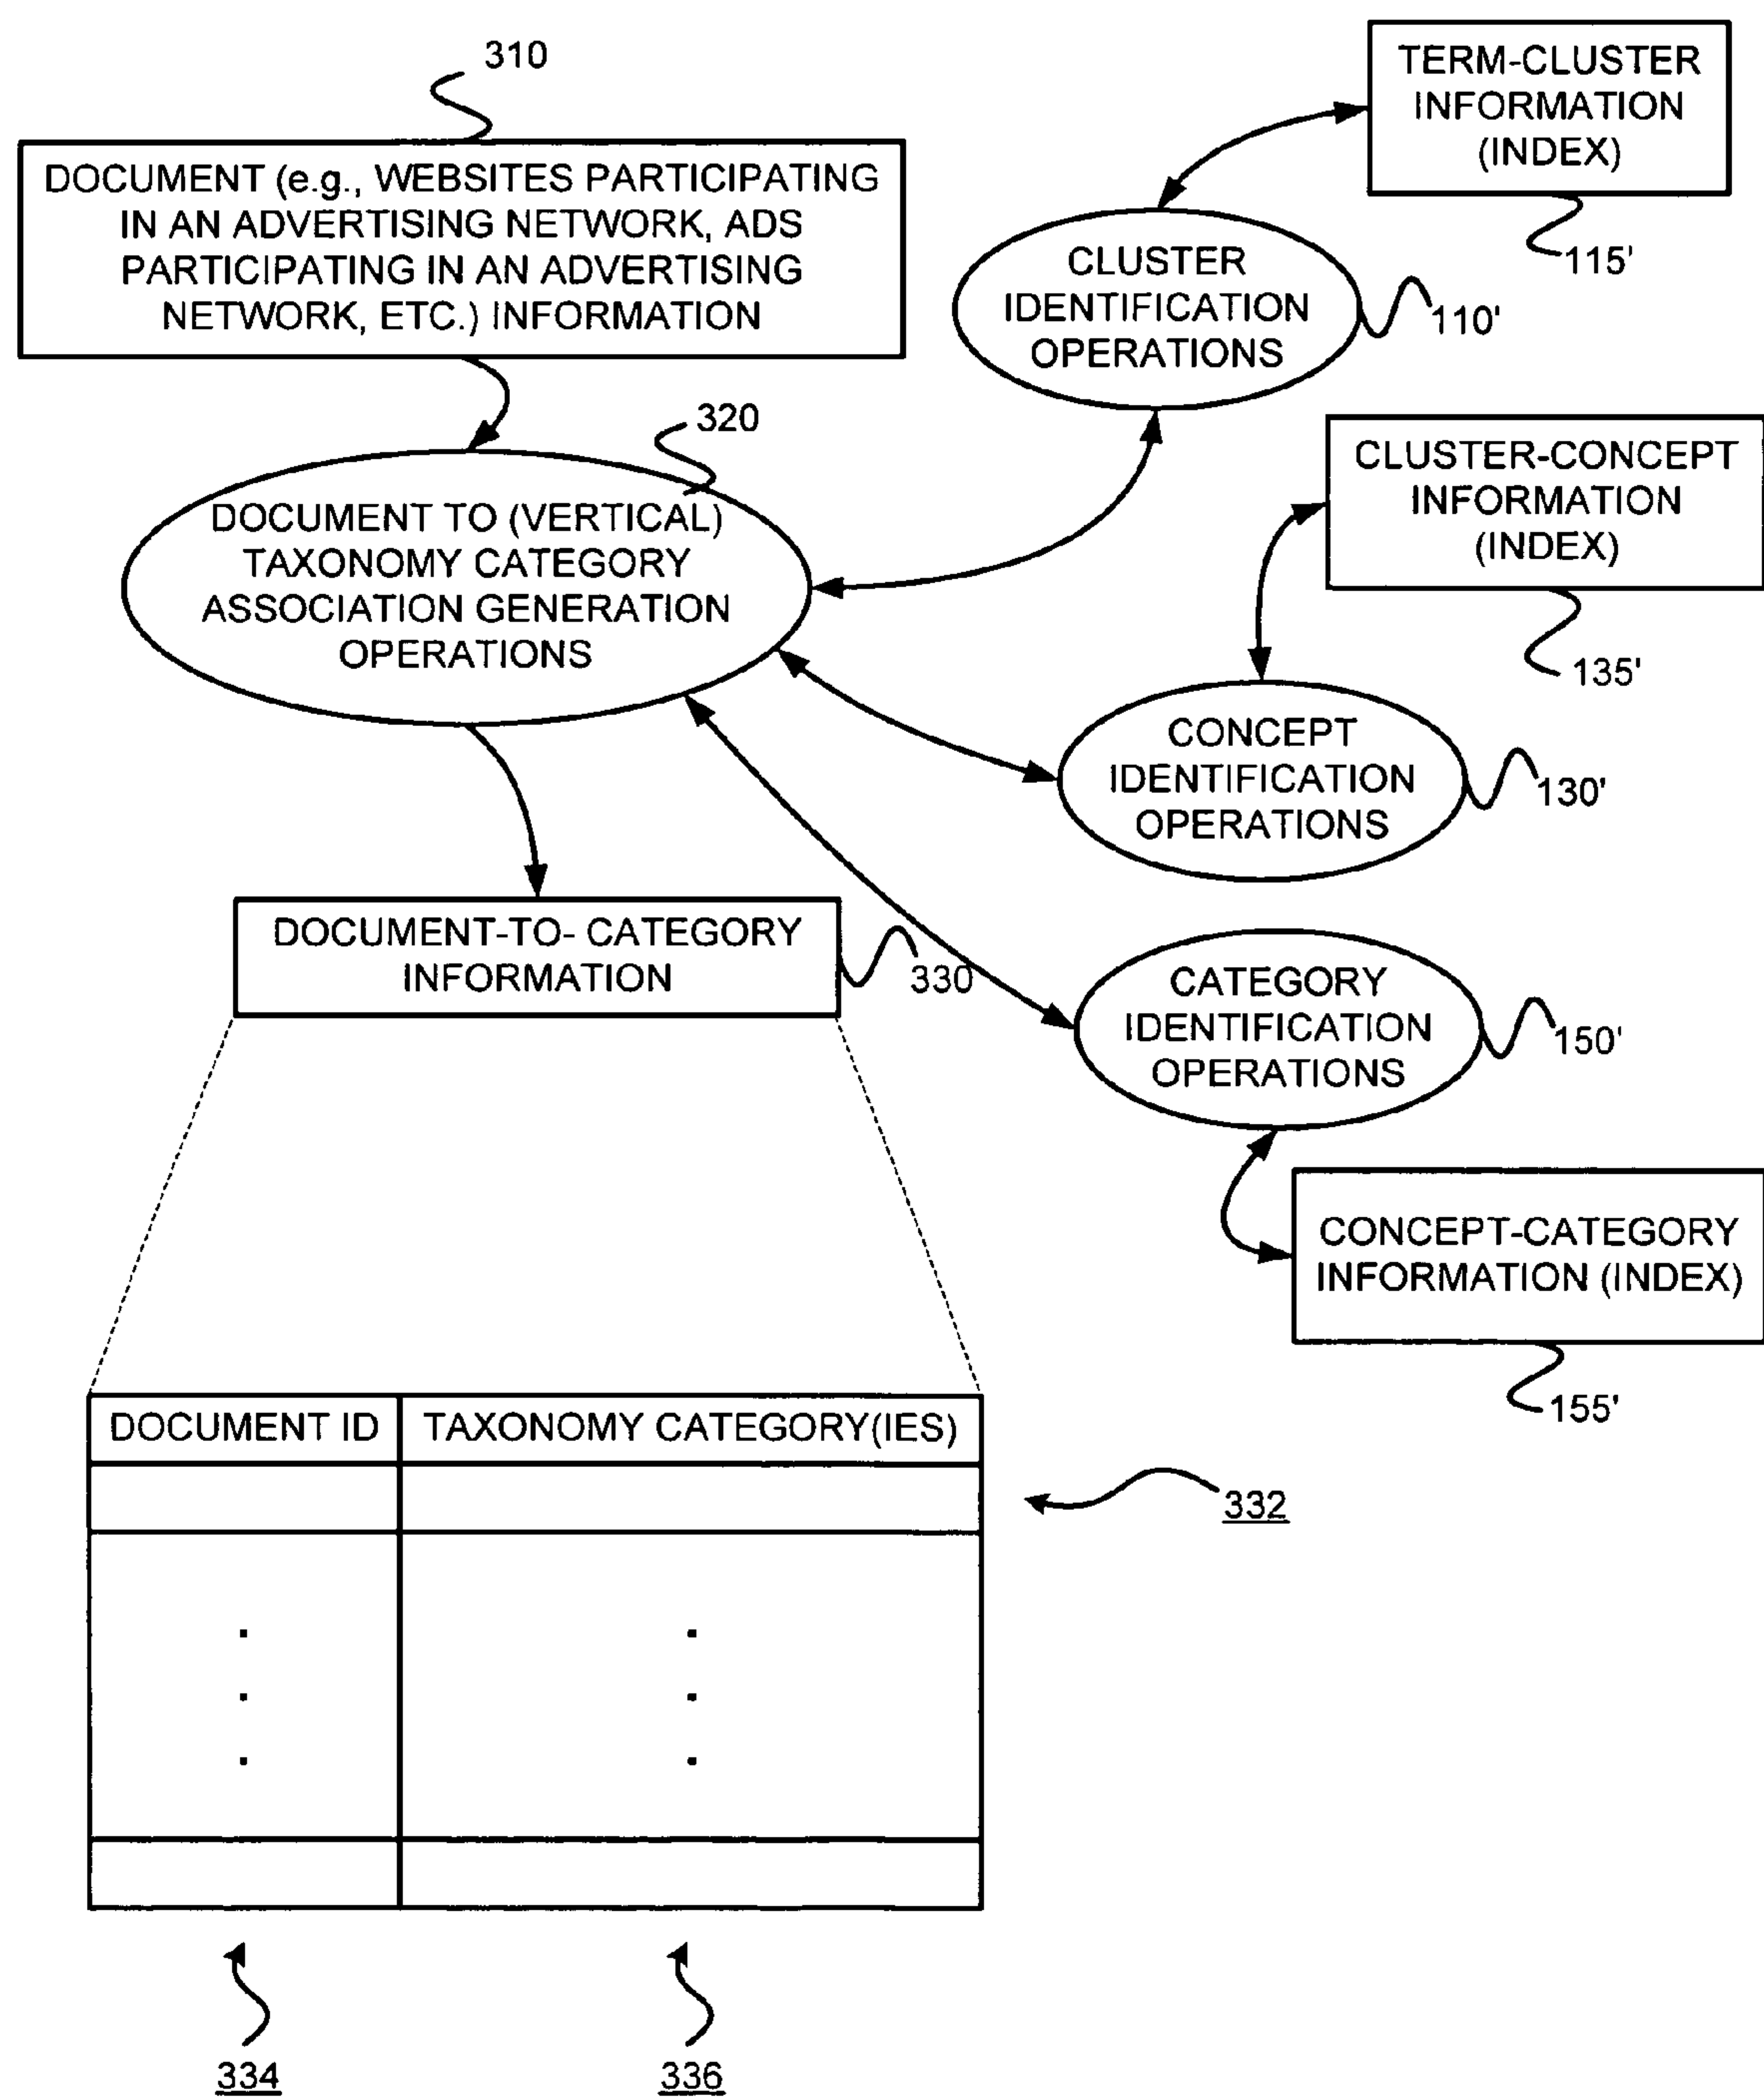 310
DOCUMENT (e.g., WEBSITES PARTICIPATING
IN AN ADVERTISING NETWORK, ADS
PARTICIPATING IN AN ADVERTISING
NETWORK, ETC.) INFORMATION
TERM-CLUSTER
INFORMATION
(INDEX)
115'
CLUSTER
IDENTIFICATION
OPERATIONS
110'
320
DOCUMENT TO (VERTICAL)
TAXONOMY CATEGORY
ASSOCIATION GENERATION
OPERATIONS
CLUSTER-CONCEPT
INFORMATION
(INDEX)
135'
CONCEPT
IDENTIFICATION
OPERATIONS
130'
DOCUMENT-TO- CATEGORY
INFORMATION
330
CATEGORY
IDENTIFICATION
OPERATIONS
150'
CONCEPT-CATEGORY
INFORMATION (INDEX)
155'
DOCUMENT ID
TAXONOMY CATEGORY(IES)
332
334
336